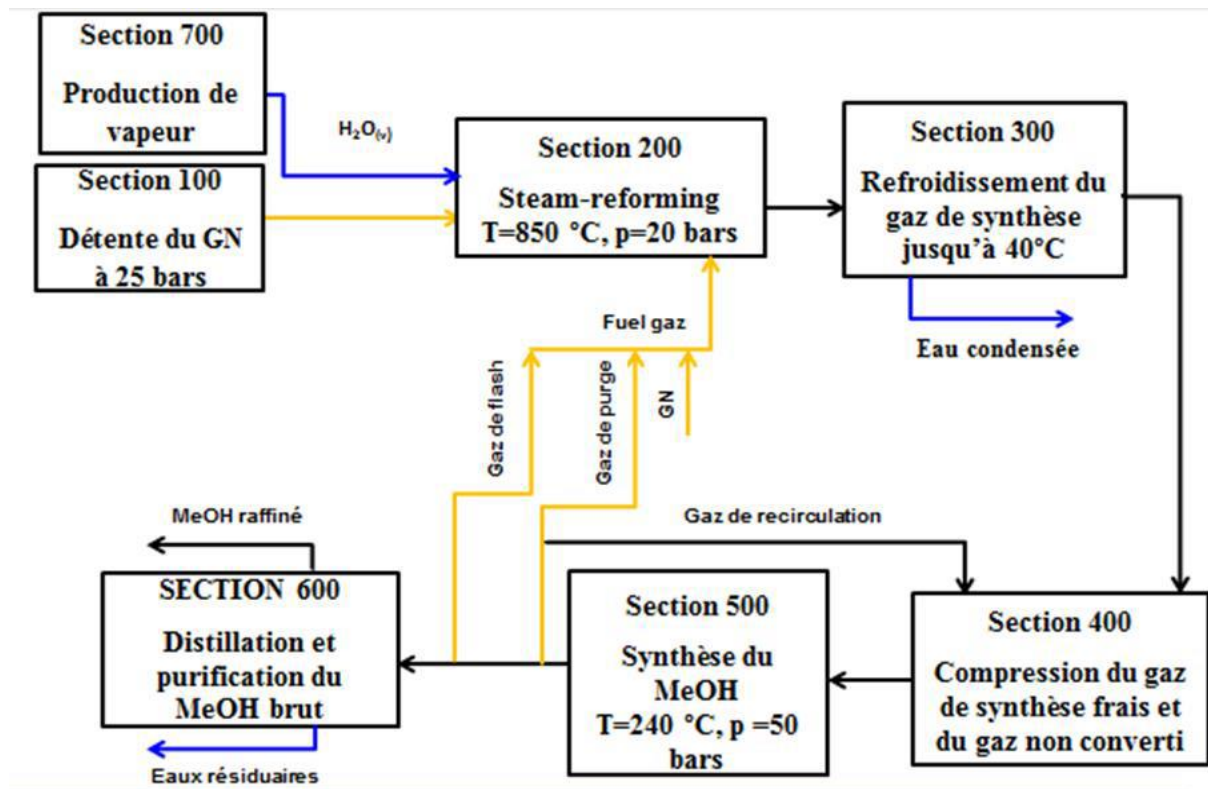 Section 700
Production de
vapeur
H₂O₍ᵥ₎
Section 100
Détente du GN
à 25 bars
Section 200
Steam-reforming
T=850 °C, p=20 bars
Section 300
Refroidissement du
gaz de synthèse
jusqu'à 40°C
Eau condensée
Fuel gaz
Gaz de flash
Gaz de purge
GN
Gaz de recirculation
MeOH raffiné
SECTION 600
Distillation et
purification du
MeOH brut
Eaux résiduaires
Section 500
Synthèse du
MeOH
T=240 °C, p =50
bars
Section 400
Compression du gaz
de synthèse frais et
du gaz non converti